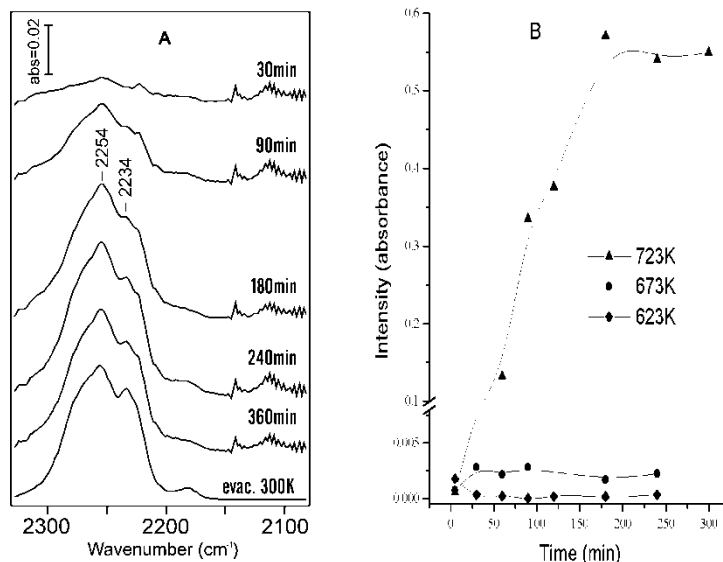 A
abs=0.02
30min
90min
2254
2234
180min
240min
360min
evac. 300K
2300 2200 2100
Wavenumber (cm⁻¹)
B
0.6
0.5
0.4
0.3
0.2
0.1
0.005
0.000
Intensity (absorbance)
723K
673K
623K
0 50 100 150 200 250 300
Time (min)